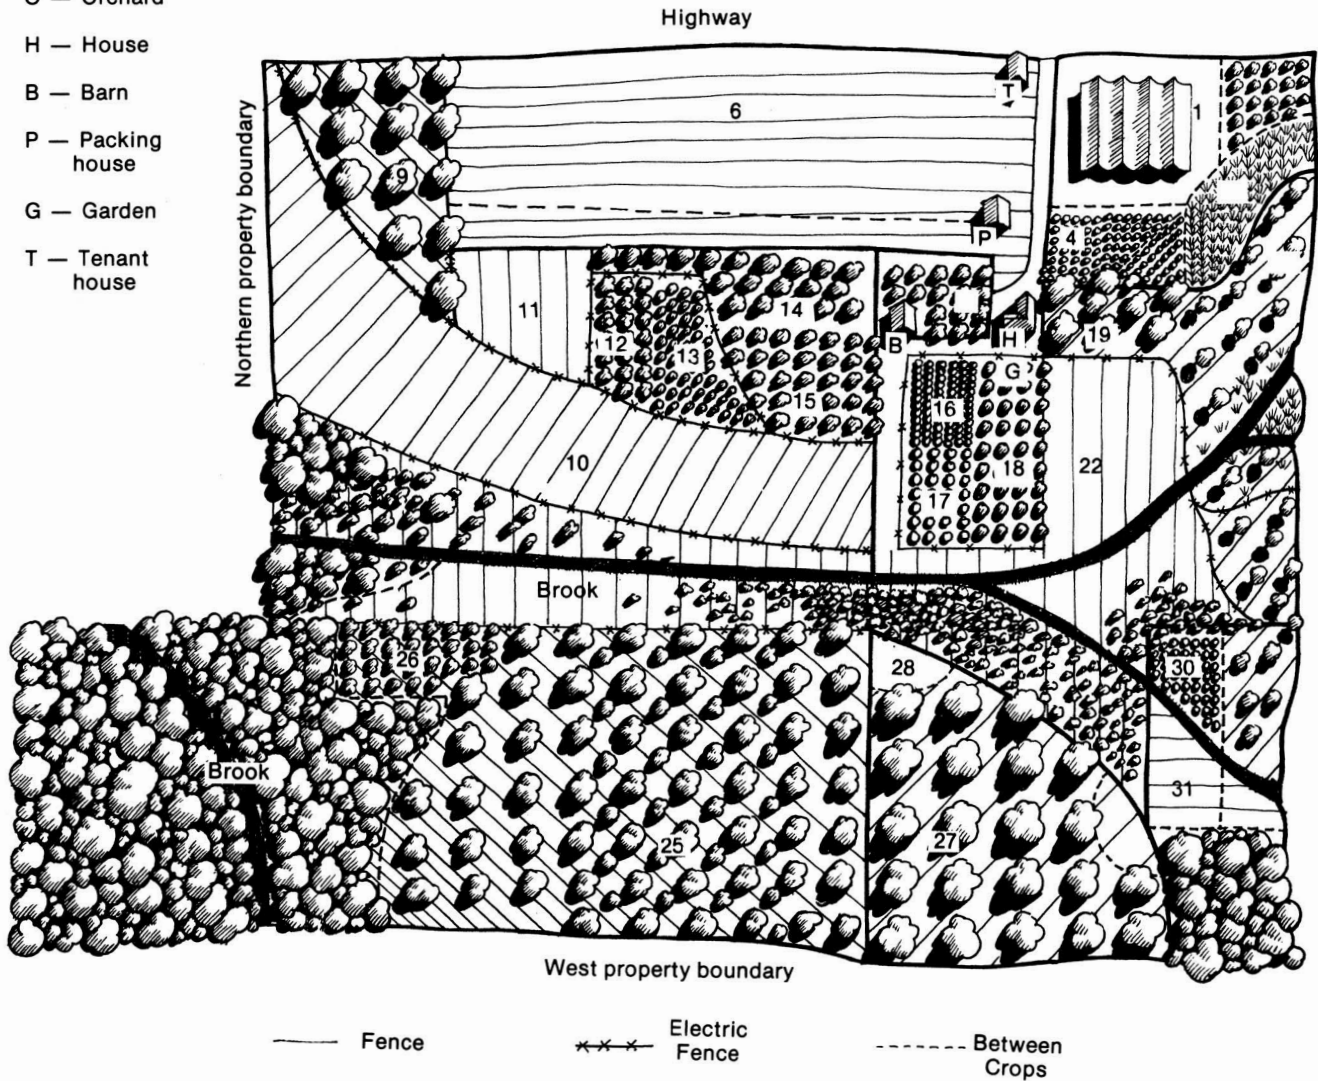 Orchard
H — House
B — Barn
P — Packing
house
G — Garden
T — Tenant
house
Highway
Northern property boundary
T
6
1
9
P
4
11
14
12
13
B
H
19
G
15
16
10
18
22
17
Brook
26
28
30
Brook
31
25
27
West property boundary
Fence
Electric
Fence
Between
Crops